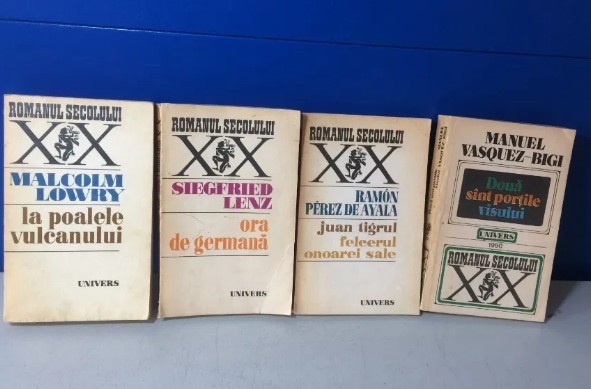 ROMANUL SECOLULUI
XX
MALCOLM
LOWRY
la poalele
vulcanului
UNIVERS
ROMANUL SECOLULUI
XX
SIEGFRIED
LENZ
ora
de germană
UNIVERS
ROMANUL SECOLULUI
XX
RAMÓN
PÉREZ DE AYALA
juan tigrul
felcerul
onoarei sale
UNIVERS
MANUEL
VASQUEZ-BIGI
Două
sînt porţile
visului
UNIVERS
1990
ROMANUL SECOLULUI
XX